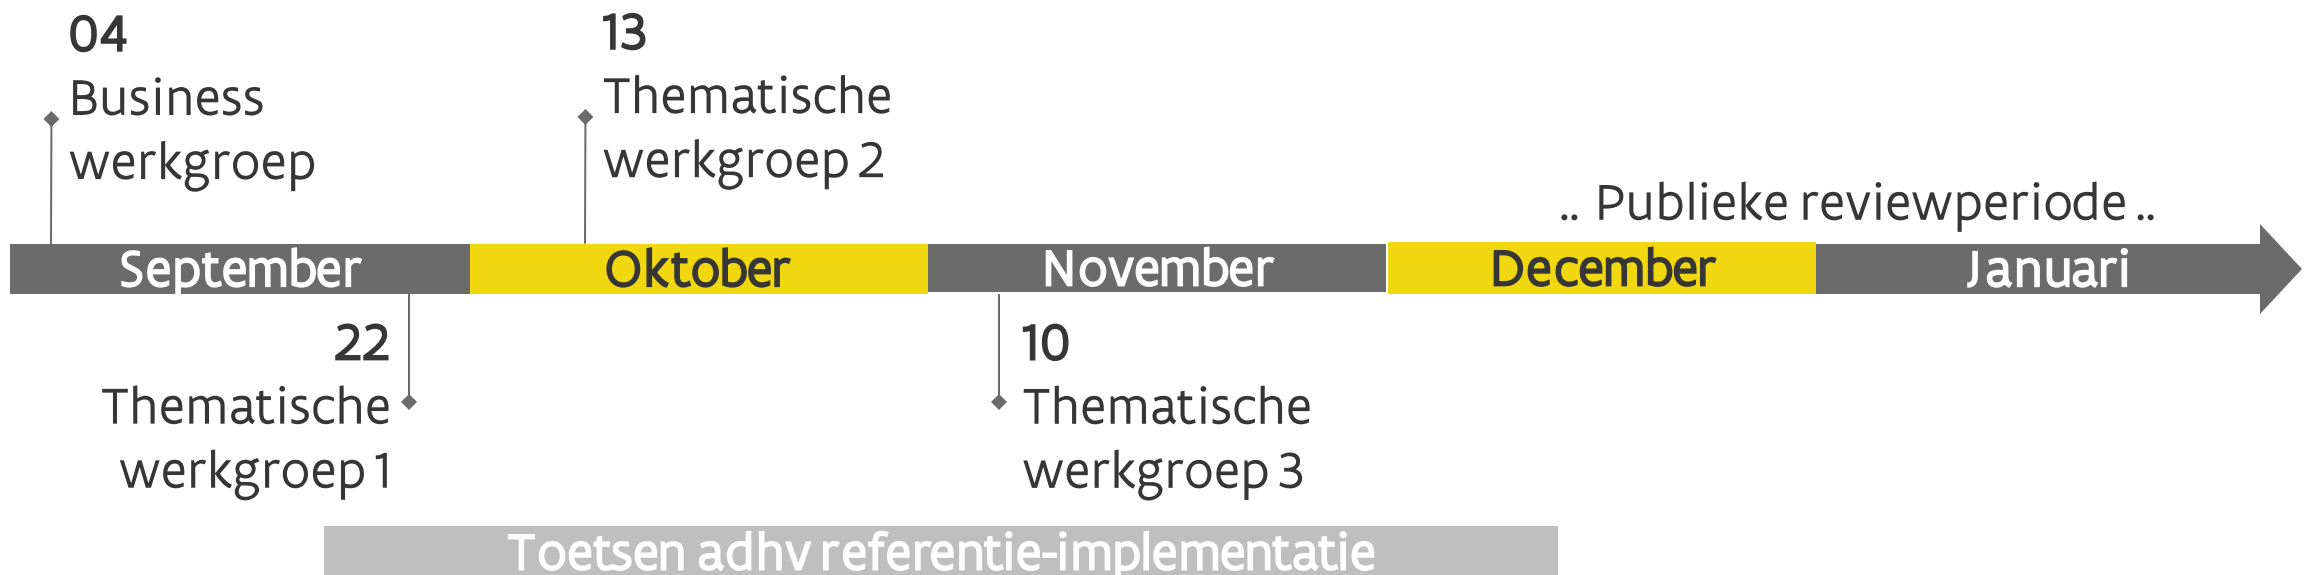 04
Business
werkgroep
13
Thematische
werkgroep 2
.. Publieke reviewperiode ..
September
Oktober
November
December
Januari
22
Thematische
werkgroep 1
10
Thematische
werkgroep 3
Toetsen adhv referentie-implementatie